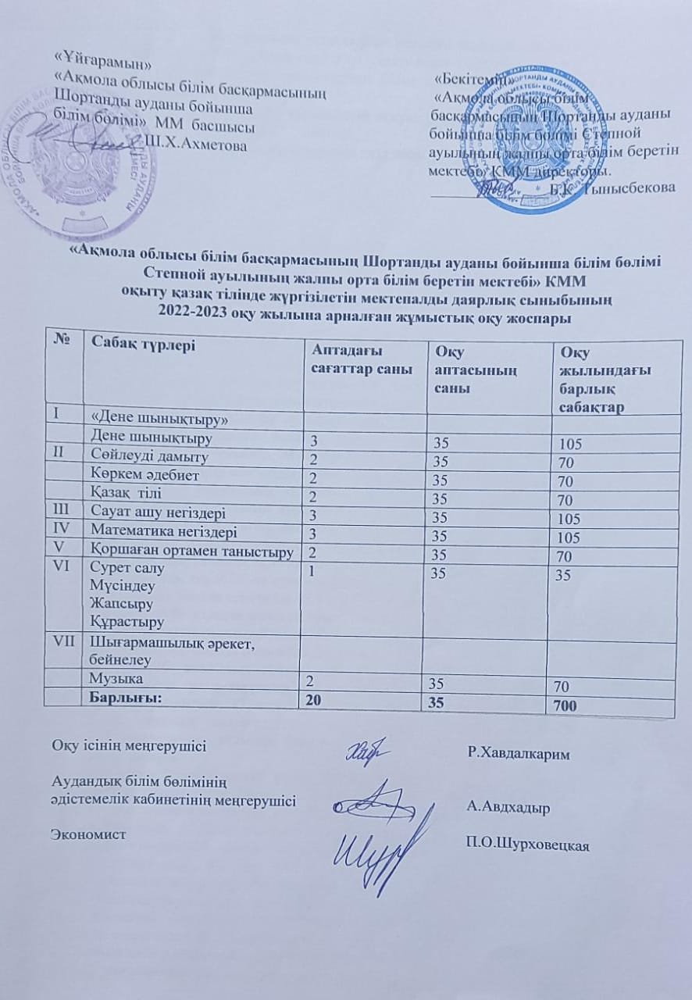 «Ұйғарамын»
«Ақмола облысы білім басқармасының
Шортанды ауданы бойынша
білім бөлімі» ММ басшысы
Ш.Х.Ахметова
«Бекітемін»
«Ақмола облысы білім
басқармасының Шортанды ауданы
бойынша білім бөлімі Степной
ауылының жалпы орта білім беретін
мектебі» КММ директоры.
Б.К. Тынысбекова
«Ақмола облысы білім басқармасының Шортанды ауданы бойынша білім бөлімі
Степной ауылының жалпы орта білім беретін мектебі» КММ
оқыту қазақ тілінде жүргізілетін мектепалды даярлық сыныбының
2022-2023 оқу жылына арналған жұмыстық оқу жоспары
№ Сабақ түрлері Аптадағы сағаттар саны Оқу аптасының саны Оқу жылындағы барлық сабақтар
I «Дене шынықтыру»
Дене шынықтыру 3 35 105
II Сөйлеуді дамыту 2 35 70
Көркем әдебиет 2 35 70
Қазақ тілі 2 35 70
III Сауат ашу негіздері 3 35 105
IV Математика негіздері 3 35 105
V Қоршаған ортамен таныстыру 2 35 70
VI Сурет салу 1 35 35
Мүсіндеу
Жапсыру
Құрастыру
VII Шығармашылық әрекет,
бейнелеу
Музыка 2 35 70
Барлығы: 20 35 700
Оқу ісінің меңгерушісі Р.Хавдалкарим
Аудандық білім бөлімінің
әдістемелік кабинетінің меңгерушісі А.Авдхадыр
Экономист П.О.Шурховецкая